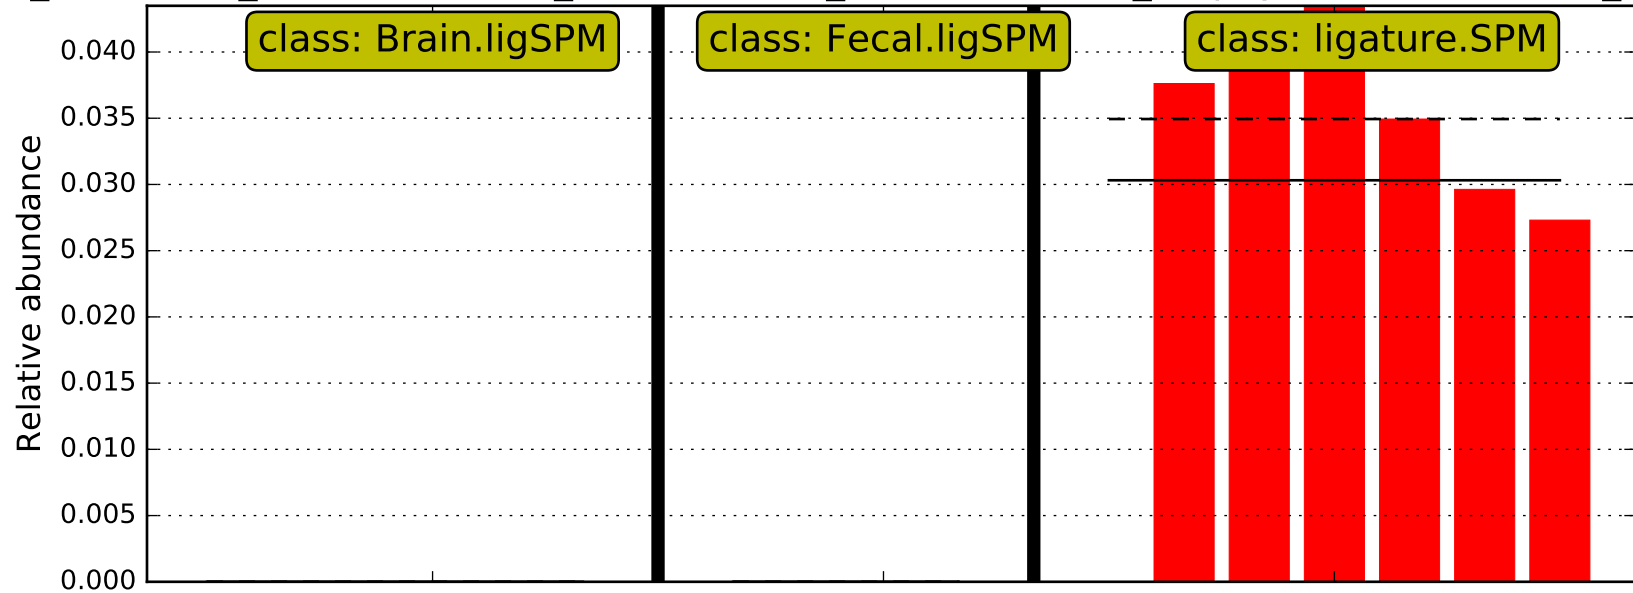 class: Brain.ligSPM
class: Fecal.ligSPM
class: ligature.SPM
Relative abundance
0.040
0.035
0.030
0.025
0.020
0.015
0.010
0.005
0.000